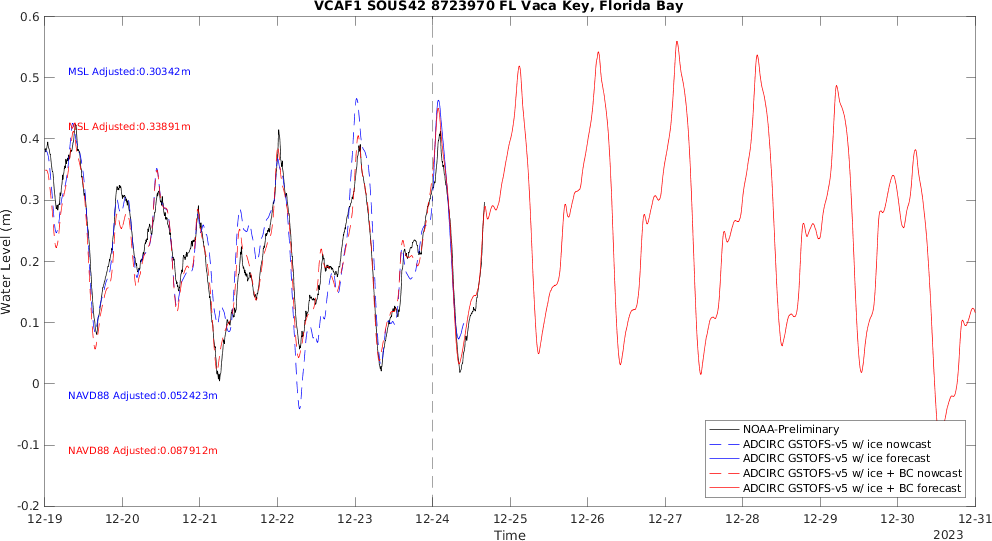 VCAF1 SOUS42 8723970 FL Vaca Key, Florida Bay
0.6
0.5
0.4
0.3
0.2
0.1
0
-0.1
-0.2
Water Level (m)
MSL Adjusted:0.30342m
MSL Adjusted:0.33891m
NAVD88 Adjusted:0.052423m
NAVD88 Adjusted:0.087912m
NOAA-Preliminary
ADCIRC GSTOFS-v5 w/ ice nowcast
ADCIRC GSTOFS-v5 w/ ice forecast
ADCIRC GSTOFS-v5 w/ ice + BC nowcast
ADCIRC GSTOFS-v5 w/ ice + BC forecast
12-19 12-20 12-21 12-22 12-23 12-24 12-25 12-26 12-27 12-28 12-29 12-30 12-31
Time
2023